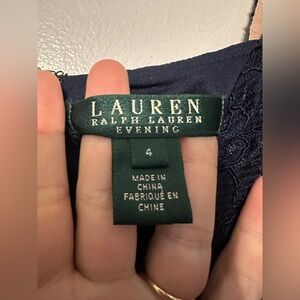 LAUREN
RALPH LAUREN
EVENING
4
MADE IN
CHINA
FABRIQUÉ EN
CHINE